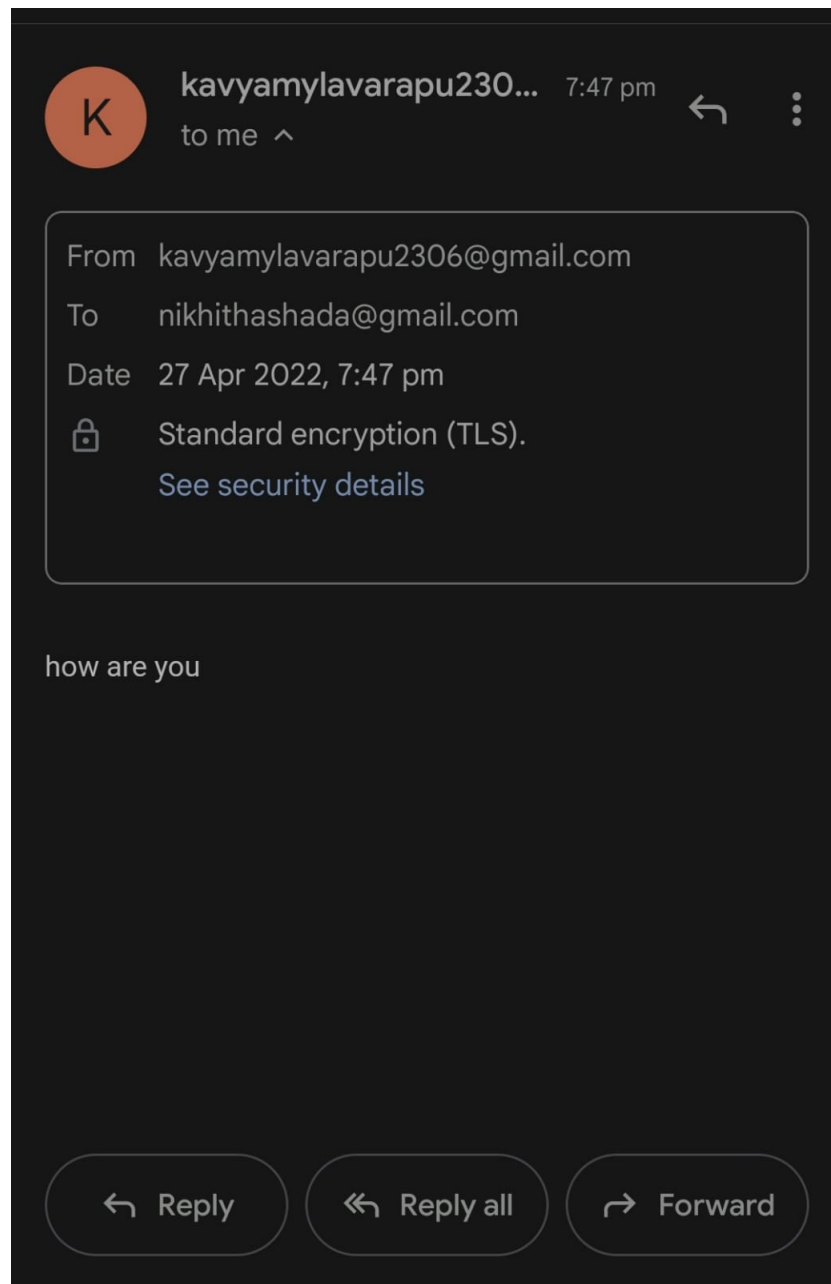 K
kavyamylavarapu230... 7:47 pm
to me
From kavyamylavarapu2306@gmail.com
To nikhithashada@gmail.com
Date 27 Apr 2022, 7:47 pm
Standard encryption (TLS).
See security details
how are you
Reply Reply all Forward